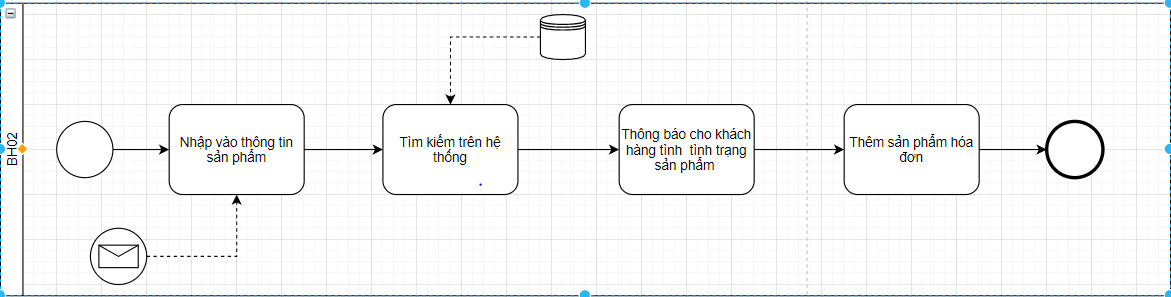 BH02
Nhập vào thông tin
sản phẩm
Tìm kiếm trên hệ
thống
Thông báo cho khách
hàng tình  tình trạng
sản phẩm
Thêm sản phẩm hóa
đơn